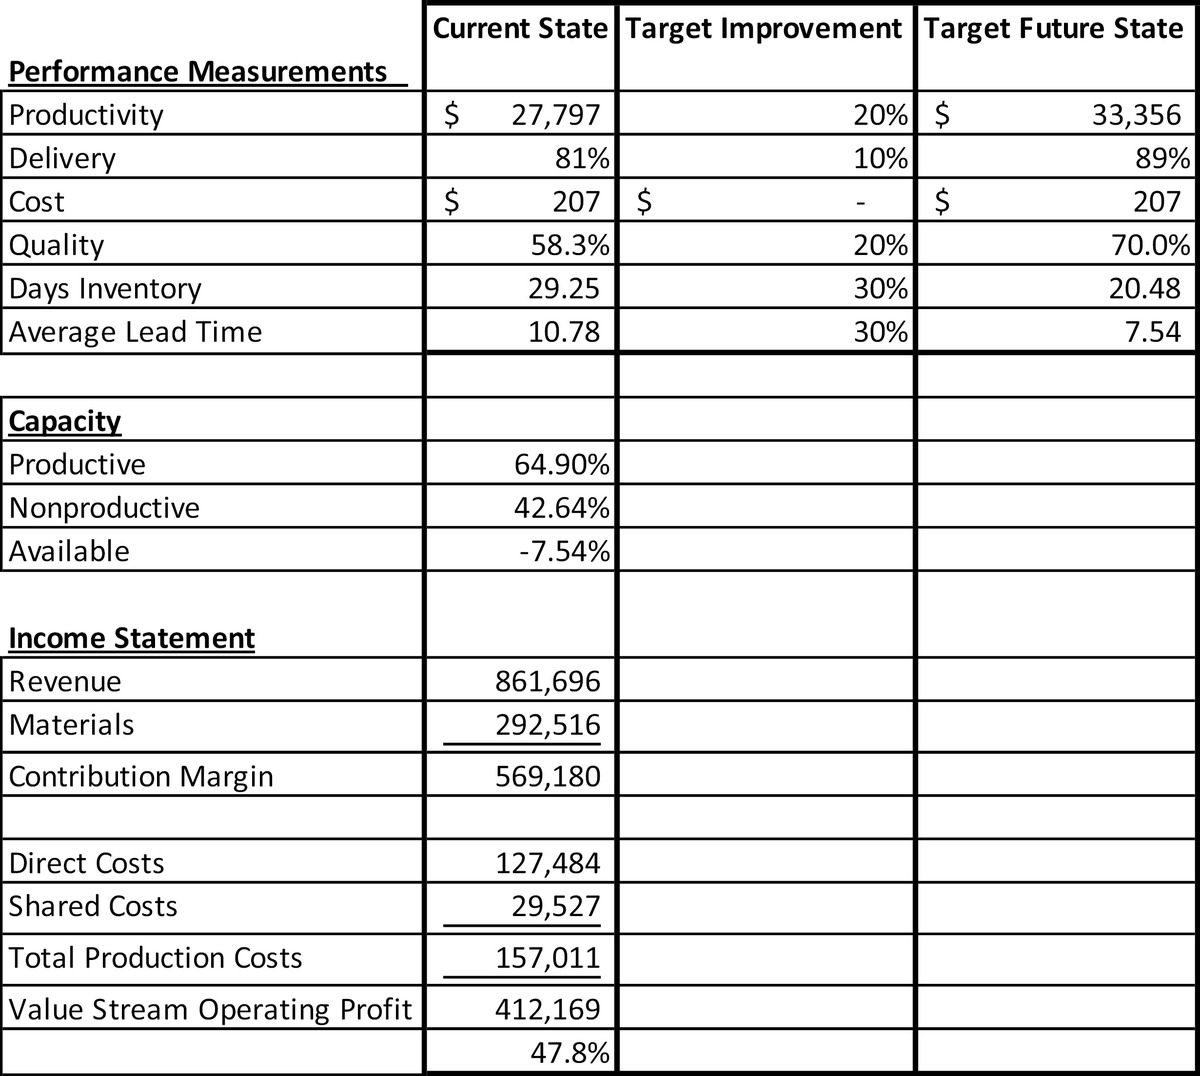 Current State Target Improvement Target Future State
Performance Measurements
Productivity $ 27,797 20% $ 33,356
Delivery 81% 10% 89%
Cost $ 207 $ - $ 207
Quality 58.3% 20% 70.0%
Days Inventory 29.25 30% 20.48
Average Lead Time 10.78 30% 7.54
Capacity
Productive 64.90%
Nonproductive 42.64%
Available -7.54%
Income Statement
Revenue 861,696
Materials 292,516
Contribution Margin 569,180
Direct Costs 127,484
Shared Costs 29,527
Total Production Costs 157,011
Value Stream Operating Profit 412,169
47.8%